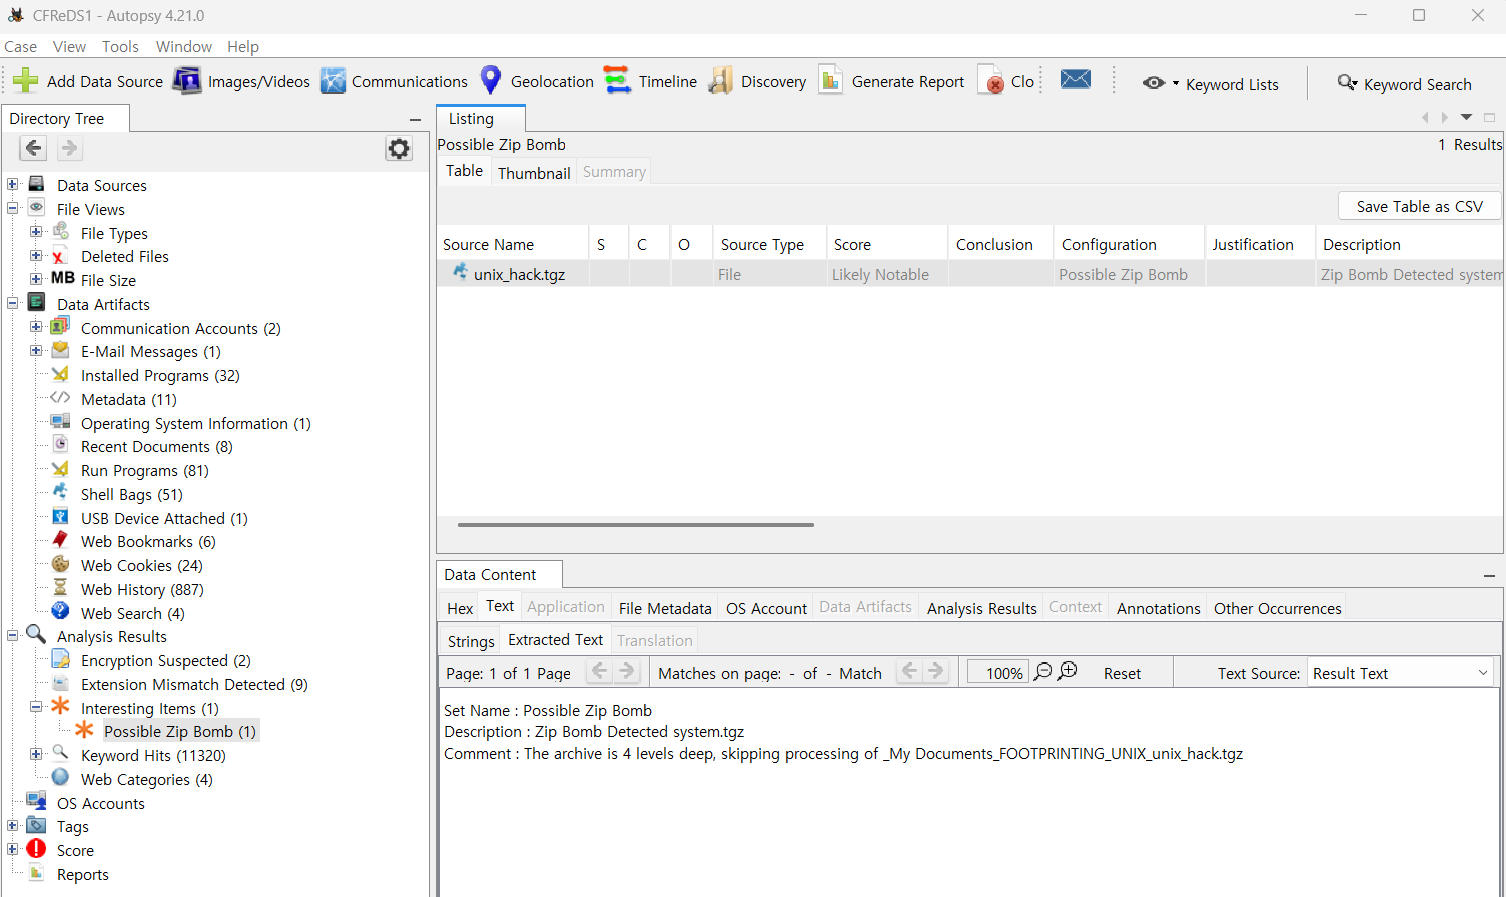 CFReDS1 - Autopsy 4.21.0
Case View Tools Window Help
Add Data Source Images/Videos Communications Geolocation Timeline Discovery Generate Report Clo Keyword Lists Keyword Search
Directory Tree
Data Sources
File Views
File Types
Deleted Files
MB File Size
Data Artifacts
Communication Accounts (2)
E-Mail Messages (1)
Installed Programs (32)
Metadata (11)
Operating System Information (1)
Recent Documents (8)
Run Programs (81)
Shell Bags (51)
USB Device Attached (1)
Web Bookmarks (6)
Web Cookies (24)
Web History (887)
Web Search (4)
Analysis Results
Encryption Suspected (2)
Extension Mismatch Detected (9)
Interesting Items (1)
Possible Zip Bomb (1)
Keyword Hits (11320)
Web Categories (4)
OS Accounts
Tags
Score
Reports
Listing
Possible Zip Bomb 1 Results
Table Thumbnail Summary
Save Table as CSV
Source Name S C O Source Type Score Conclusion Configuration Justification Description
unix_hack.tgz File Likely Notable Possible Zip Bomb Zip Bomb Detected system
Data Content
Hex Text Application File Metadata OS Account Data Artifacts Analysis Results Context Annotations Other Occurrences
Strings Extracted Text Translation
Page: 1 of 1 Page Matches on page: - of - Match 100% Reset Text Source: Result Text
Set Name : Possible Zip Bomb
Description : Zip Bomb Detected system.tgz
Comment : The archive is 4 levels deep, skipping processing of _My Documents_FOOTPRINTING_UNIX_unix_hack.tgz